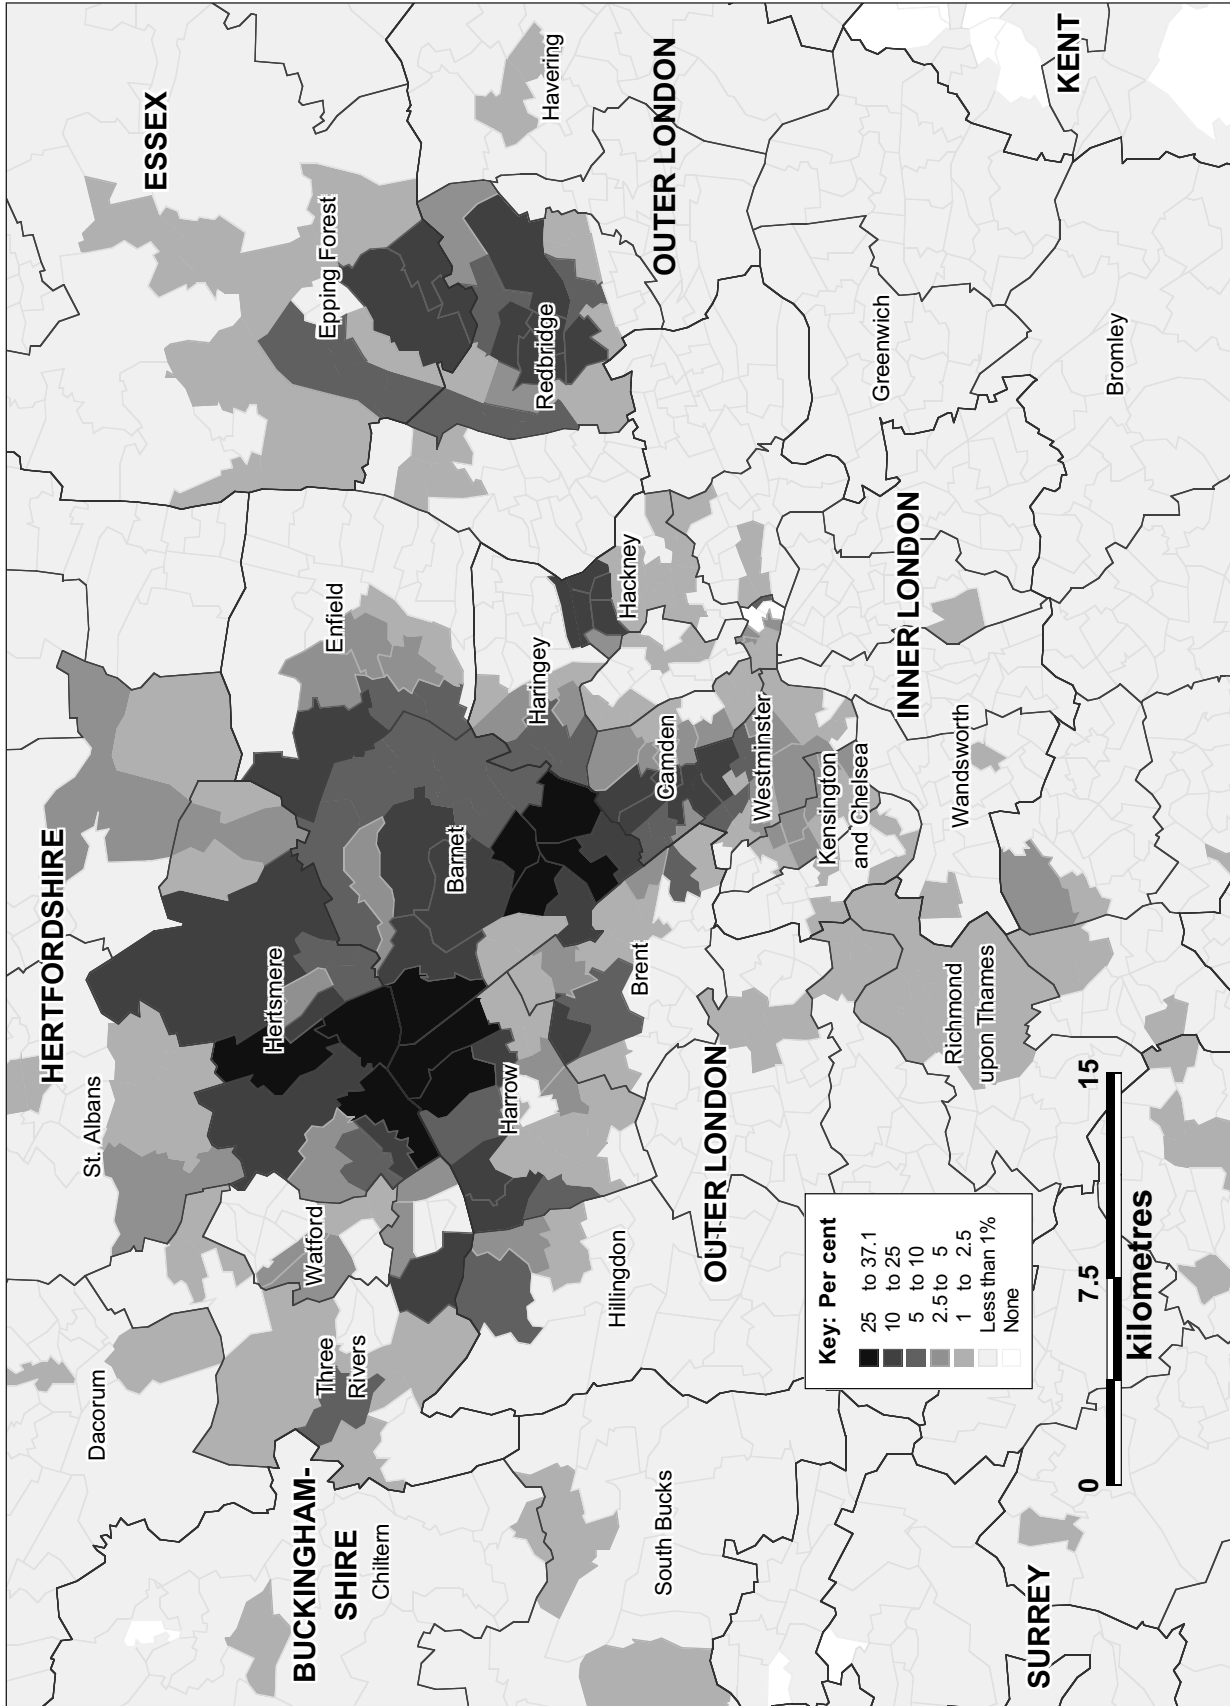 HERTFORDSHIRE
ESSEX
St. Albans
Dacorum
Hertsmere
Epping Forest
Enfield
Watford
Three
Rivers
BUCKINGHAM-
SHIRE
Chiltern
Barnet
Harrow
Haringey
Redbridge
Havering
Hackney
Brent
Camden
Hillingdon
South Bucks
OUTER LONDON
Westminster
Kensington
and Chelsea
OUTER LONDON
INNER LONDON
Greenwich
Wandsworth
Richmond
upon Thames
Bromley
KENT
SURREY
Key: Per cent
25 to 37.1
10 to 25
5 to 10
2.5 to 5
1 to 2.5
Less than 1%
None
0 7.5 15
kilometres